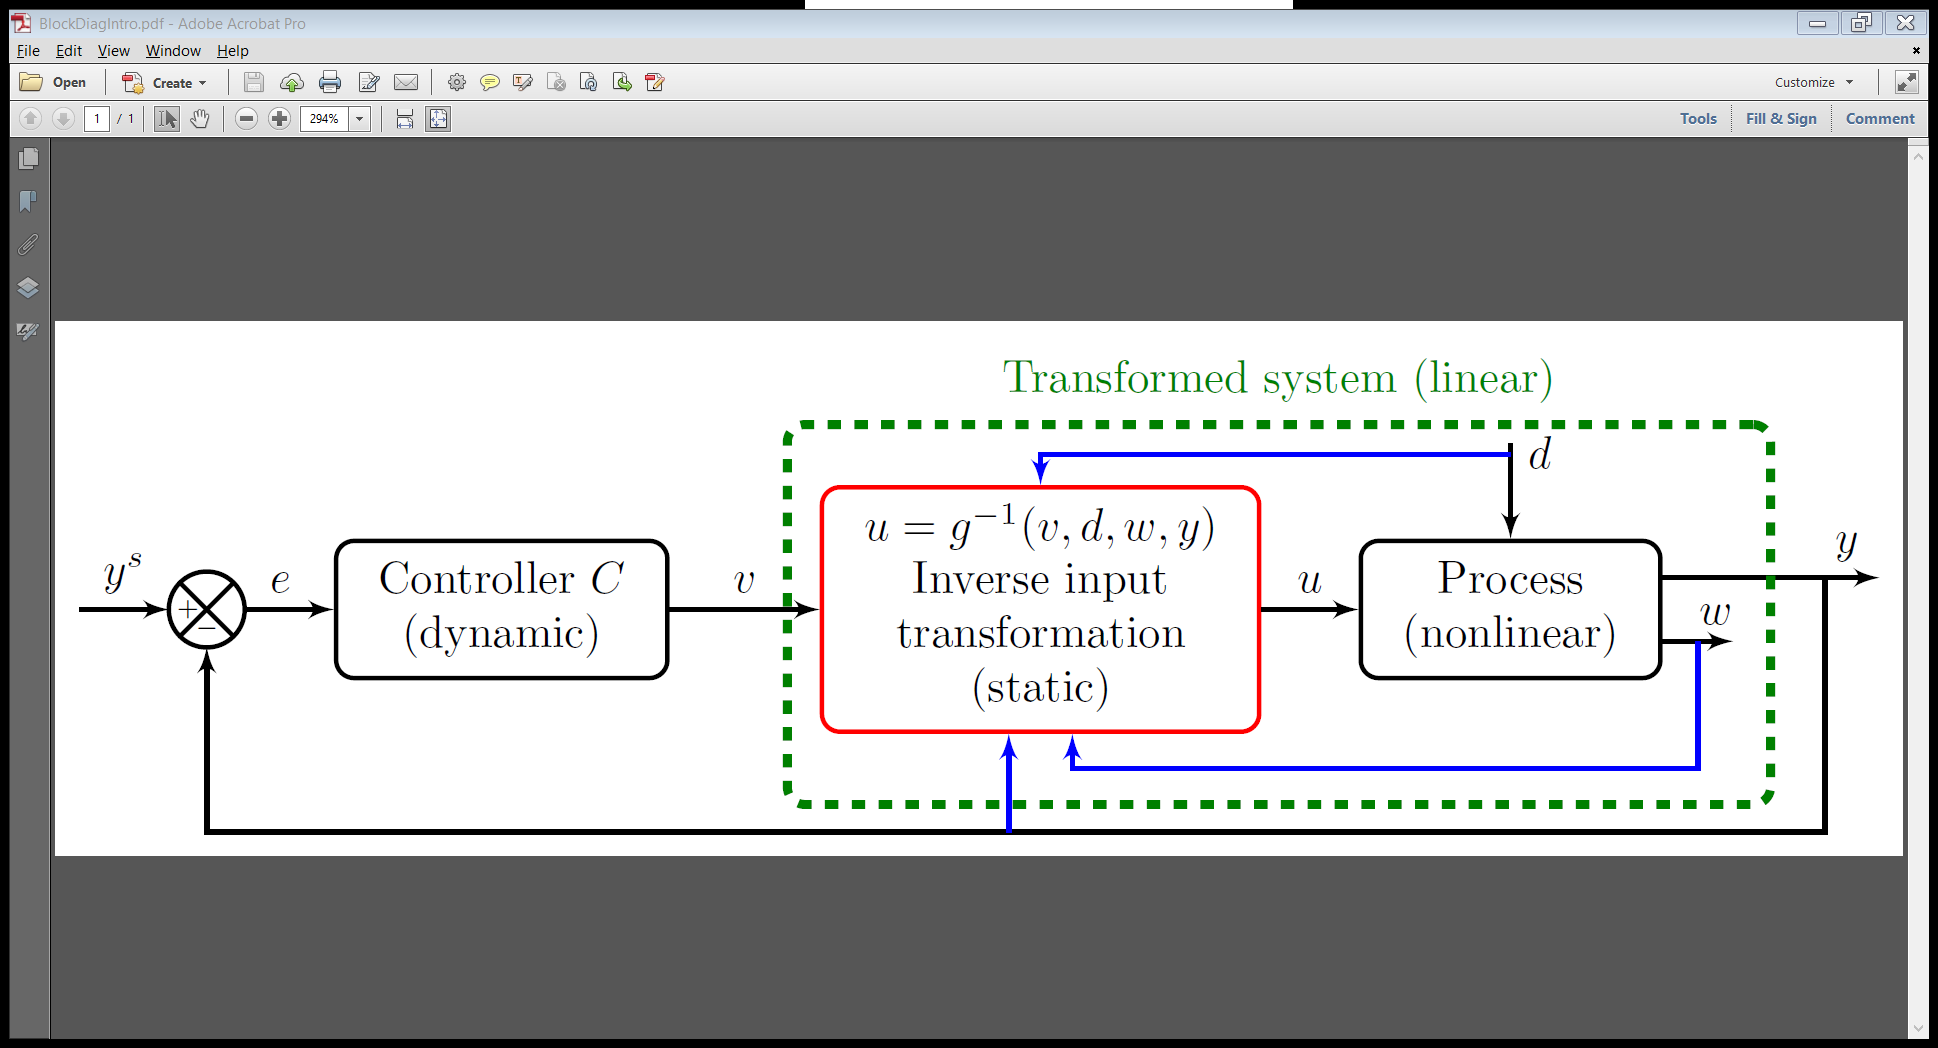 BlockDiagIntro.pdf - Adobe Acrobat Pro
File Edit View Window Help
Open Create Customize
1 / 1 294% Tools Fill & Sign Comment
Transformed system (linear)
d
u = g⁻¹(v, d, w, y)
Inverse input
transformation
(static)
yˢ
+
−
e
Controller C
(dynamic)
v
u
Process
(nonlinear)
y
w